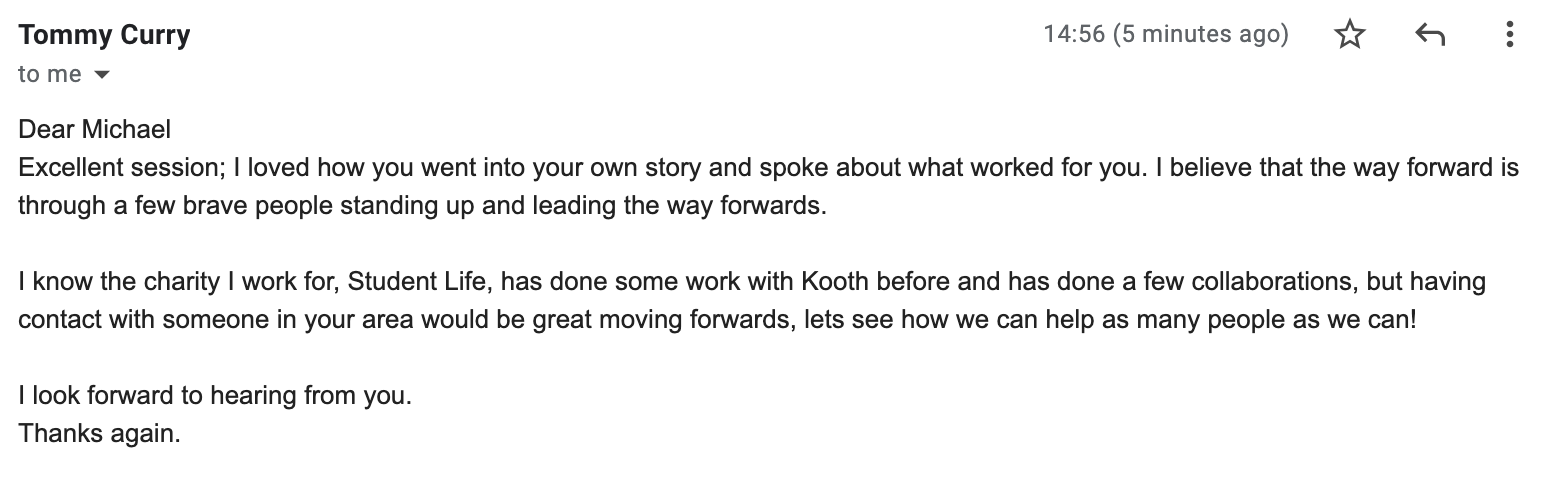 Tommy Curry
14:56 (5 minutes ago)
to me
Dear Michael
Excellent session; I loved how you went into your own story and spoke about what worked for you. I believe that the way forward is
through a few brave people standing up and leading the way forwards.
I know the charity I work for, Student Life, has done some work with Kooth before and has done a few collaborations, but having
contact with someone in your area would be great moving forwards, lets see how we can help as many people as we can!
I look forward to hearing from you.
Thanks again.